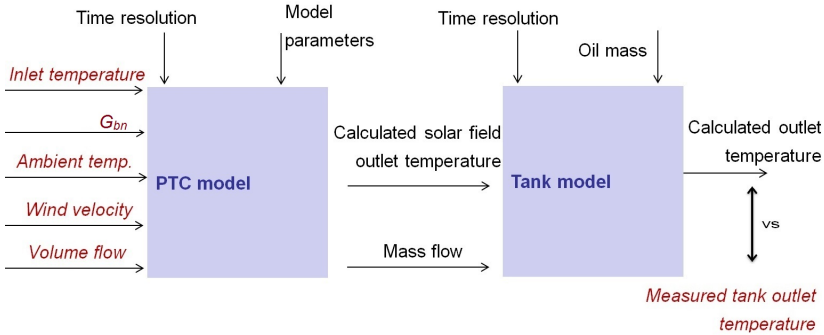 Time resolution
Model
parameters
Time resolution
Oil mass
Inlet temperature
Gbn
Ambient temp.
PTC model
Wind velocity
Volume flow
Calculated solar field
outlet temperature
Mass flow
Tank model
Calculated outlet
temperature
vs
Measured tank outlet
temperature